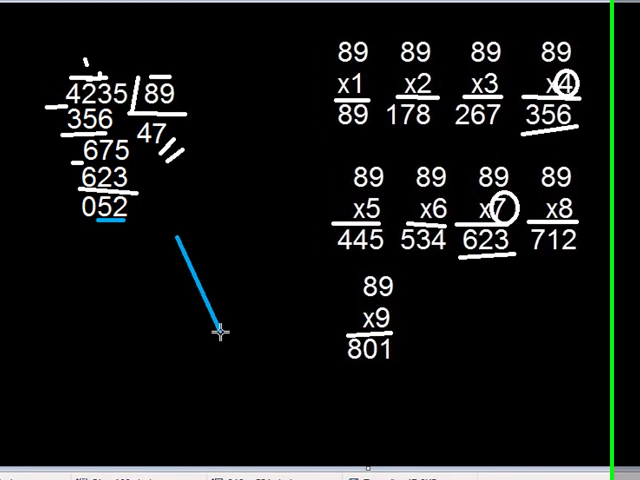 4235 89
356 47
675
623
052
89 89 89 89
x1 x2 x3 x4
89 178 267 356
89 89 89 89
x5 x6 x7 x8
445 534 623 712
89
x9
801